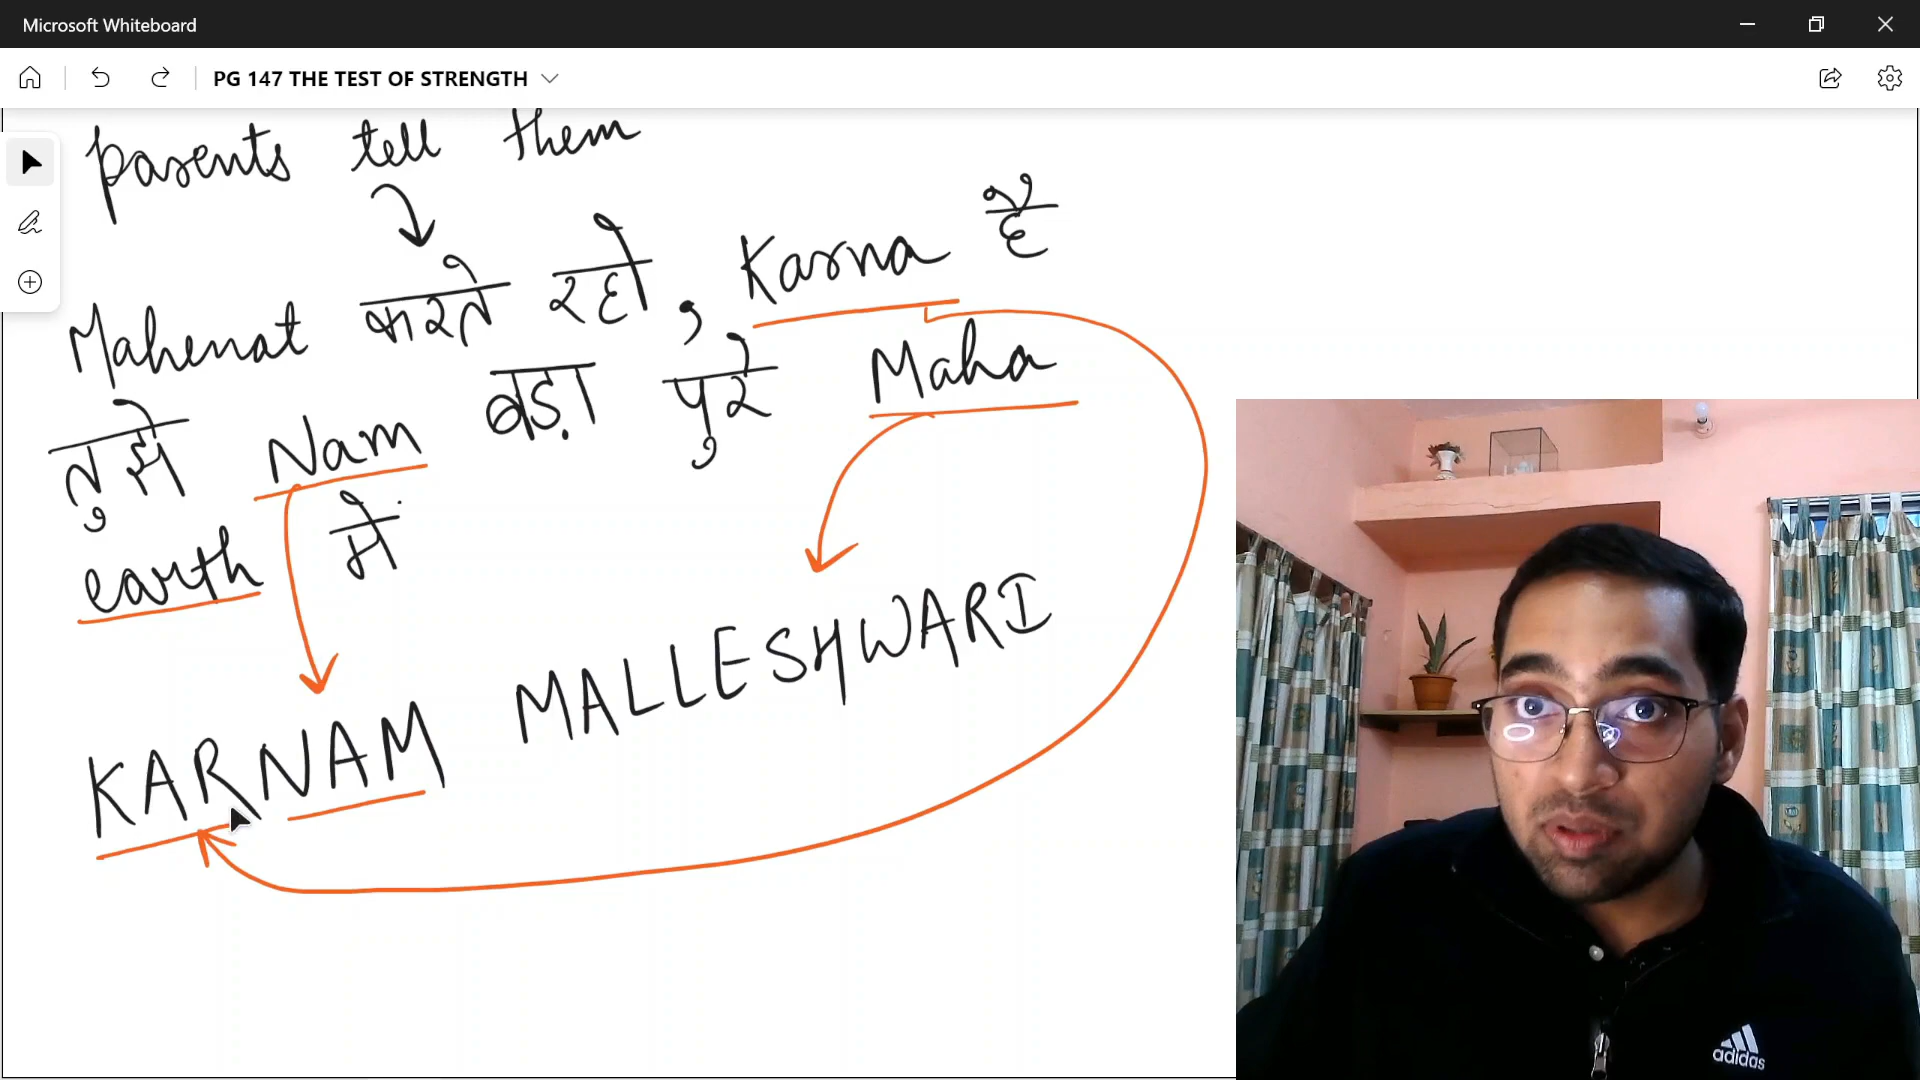 Microsoft Whiteboard
PG 147 THE TEST OF STRENGTH
parents tell them
Mahenat करते रहो, Karna है
तुझे Nam बड़ा पुरे Maha
earth में
KARNAM MALLESHWARI
adidas